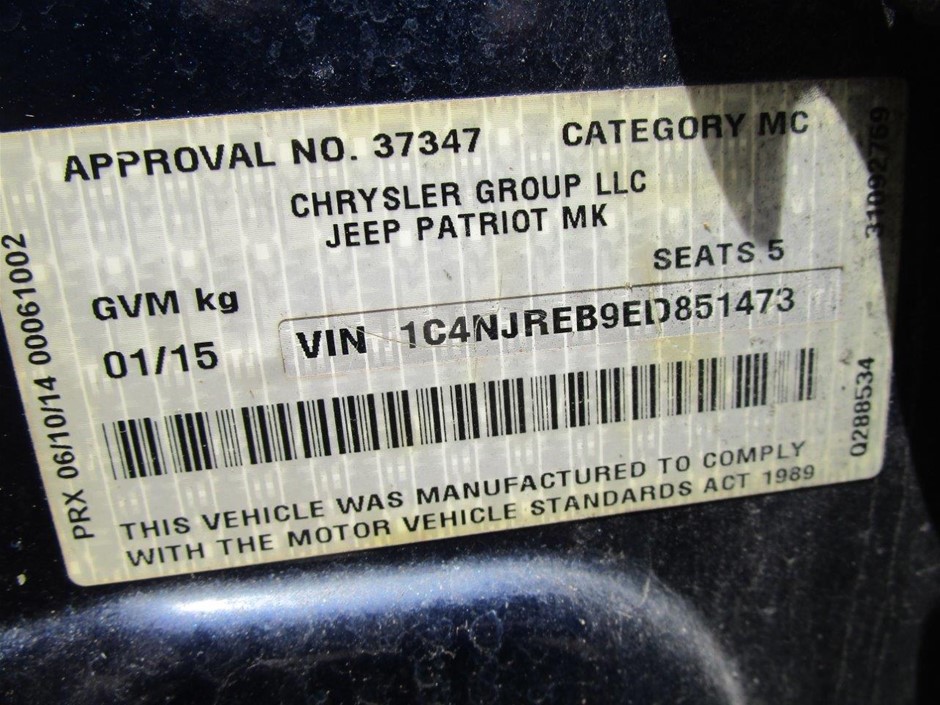 APPROVAL NO. 37347
CATEGORY MC
CHRYSLER GROUP LLC
JEEP PATRIOT MK
SEATS 5
GVM kg
01/15
VIN 1C4NJREB9ED851473
THIS VEHICLE WAS MANUFACTURED TO COMPLY
WITH THE MOTOR VEHICLE STANDARDS ACT 1989
PRX 06/10/14 00061002
31092769
Q288534